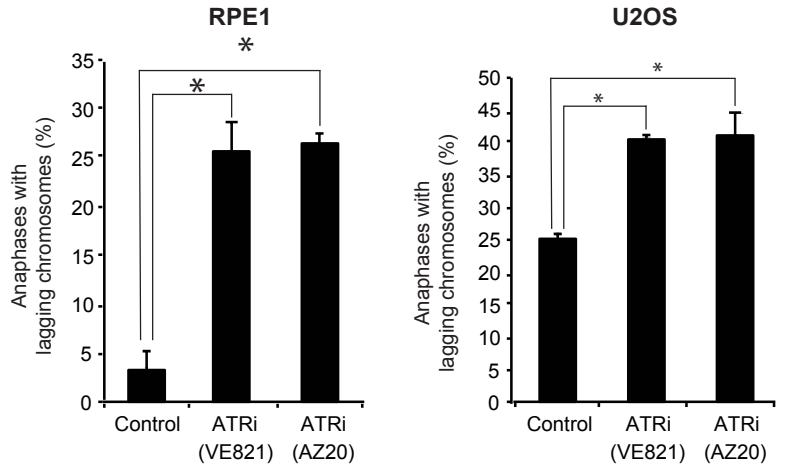 RPE1
*
*
35
30
25
20
15
10
5
0
Anaphases with
lagging chromosomes (%)
Control
ATRi
(VE821)
ATRi
(AZ20)
U2OS
*
*
50
45
40
35
30
25
20
15
10
5
0
Anaphases with
lagging chromosomes (%)
Control
ATRi
(VE821)
ATRi
(AZ20)